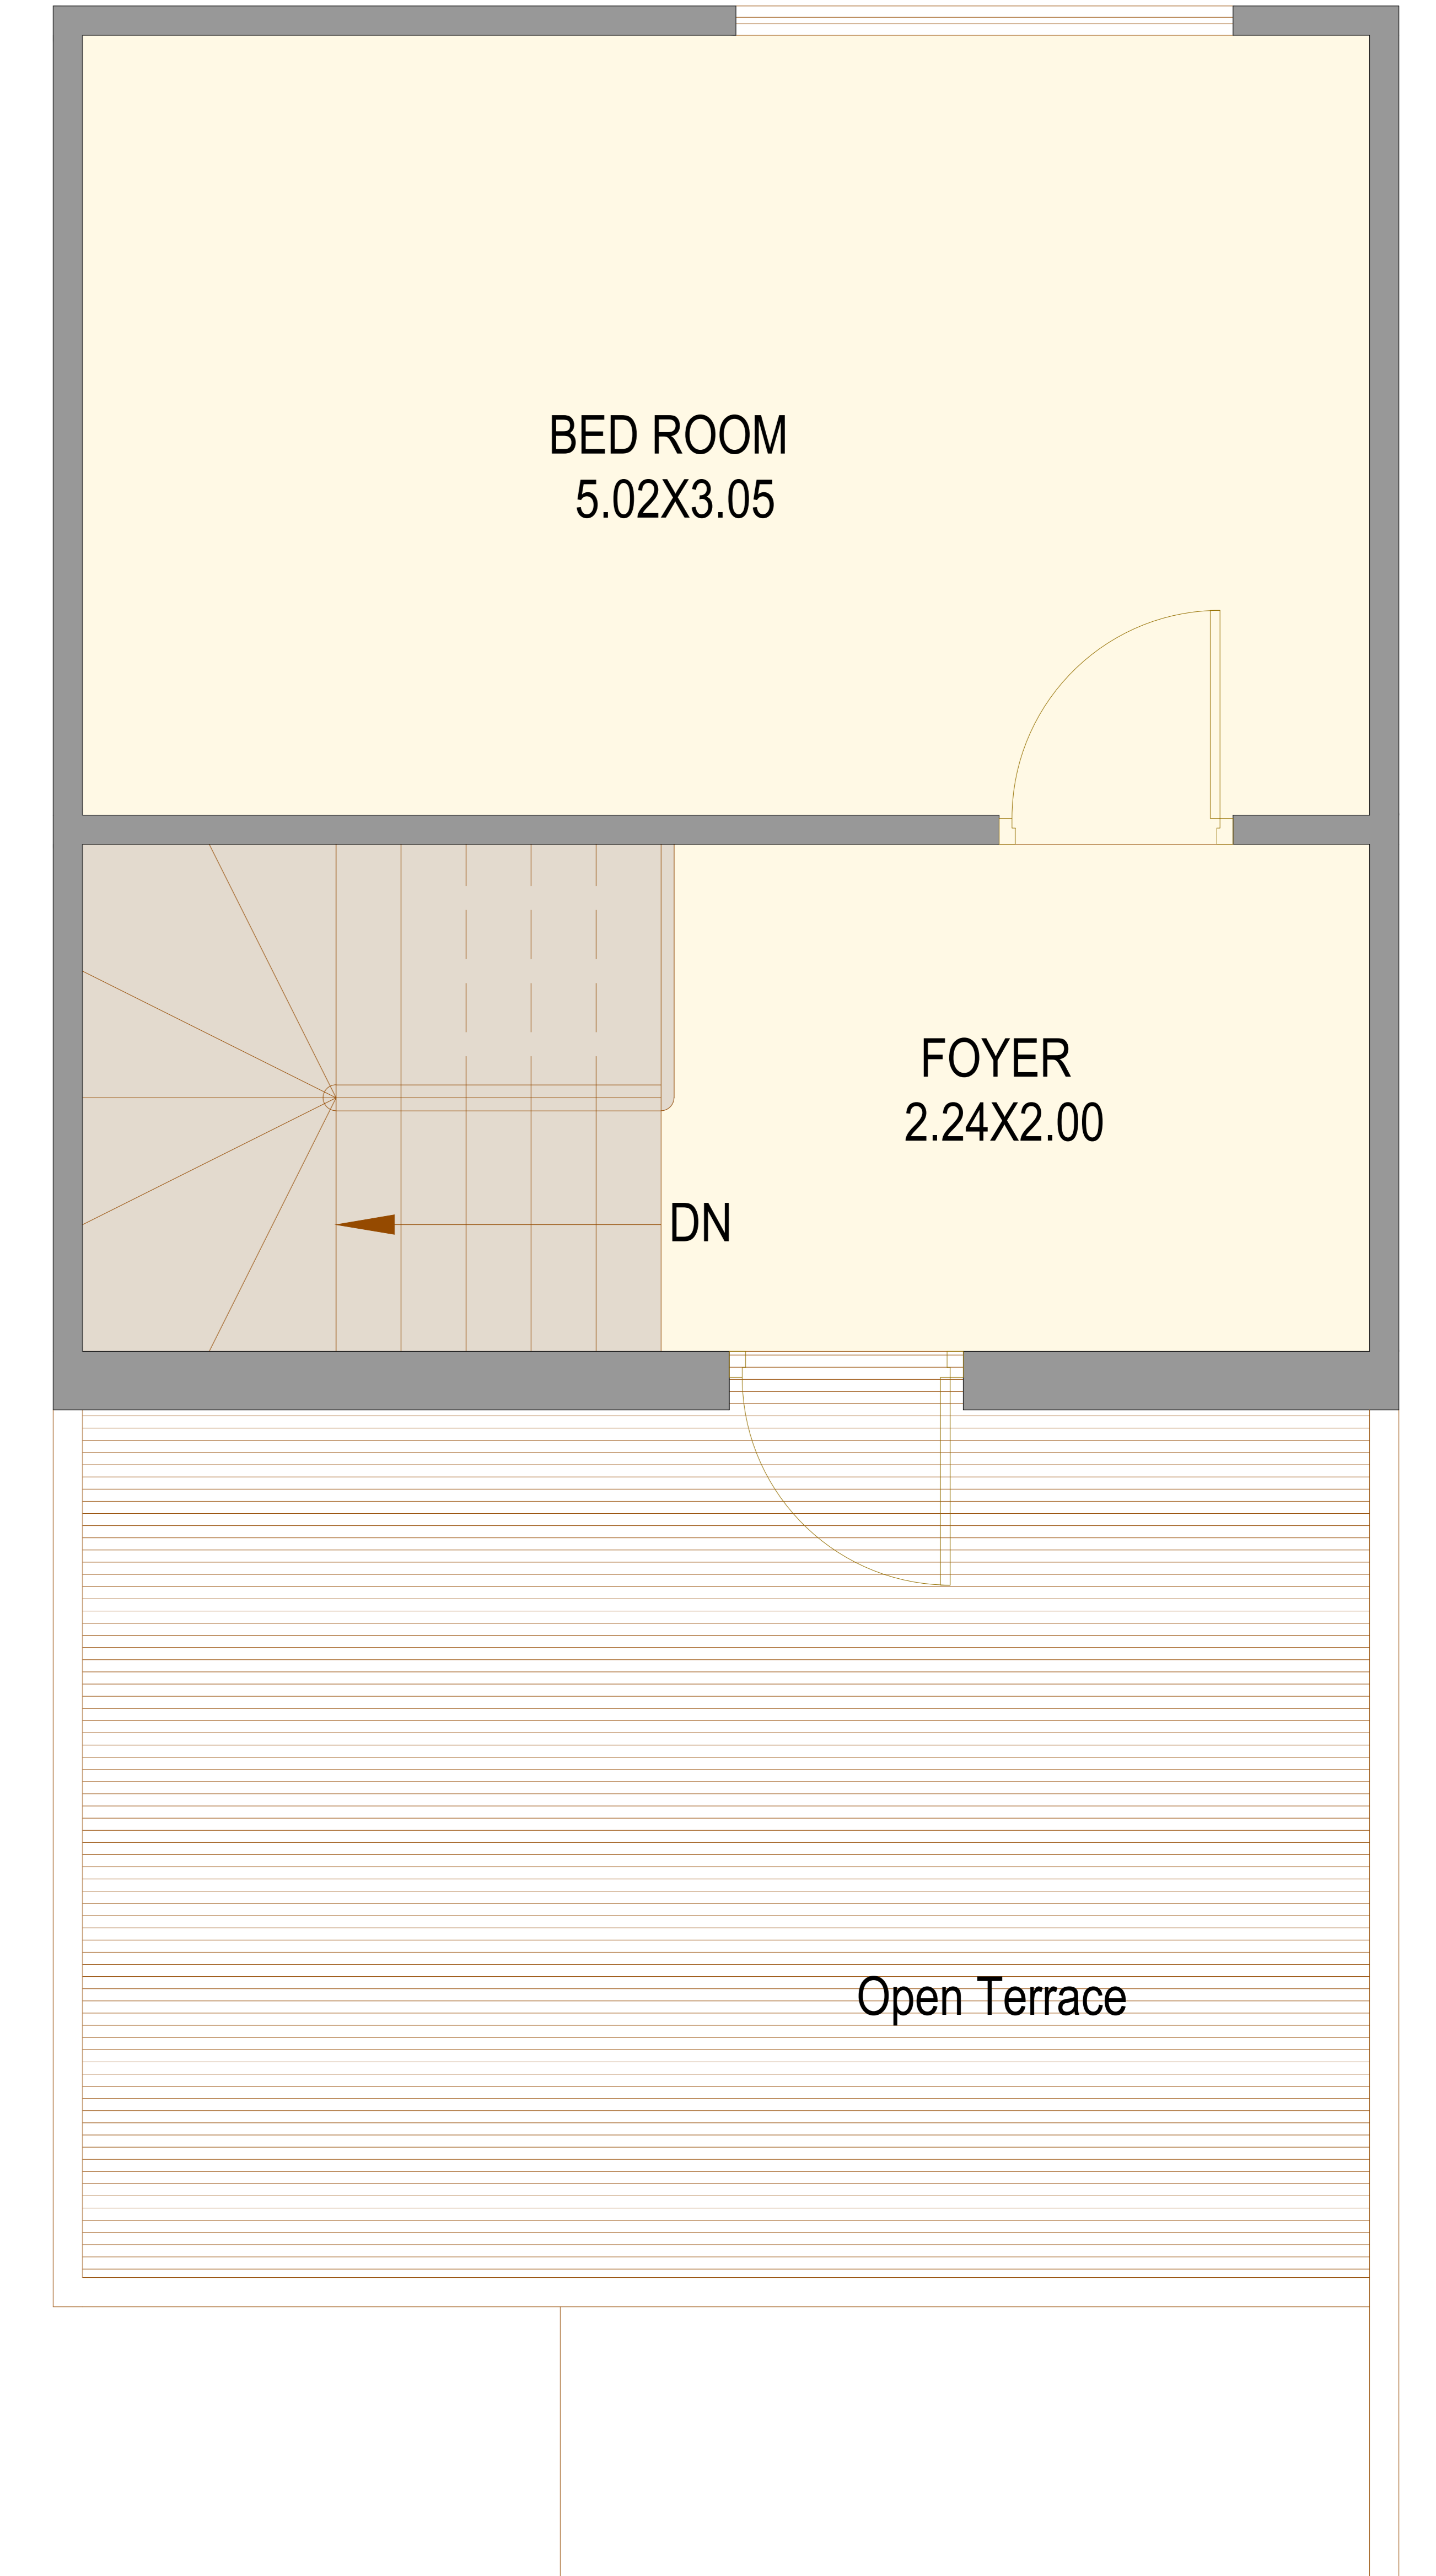 BED ROOM
5.02X3.05
FOYER
2.24X2.00
DN
Open Terrace